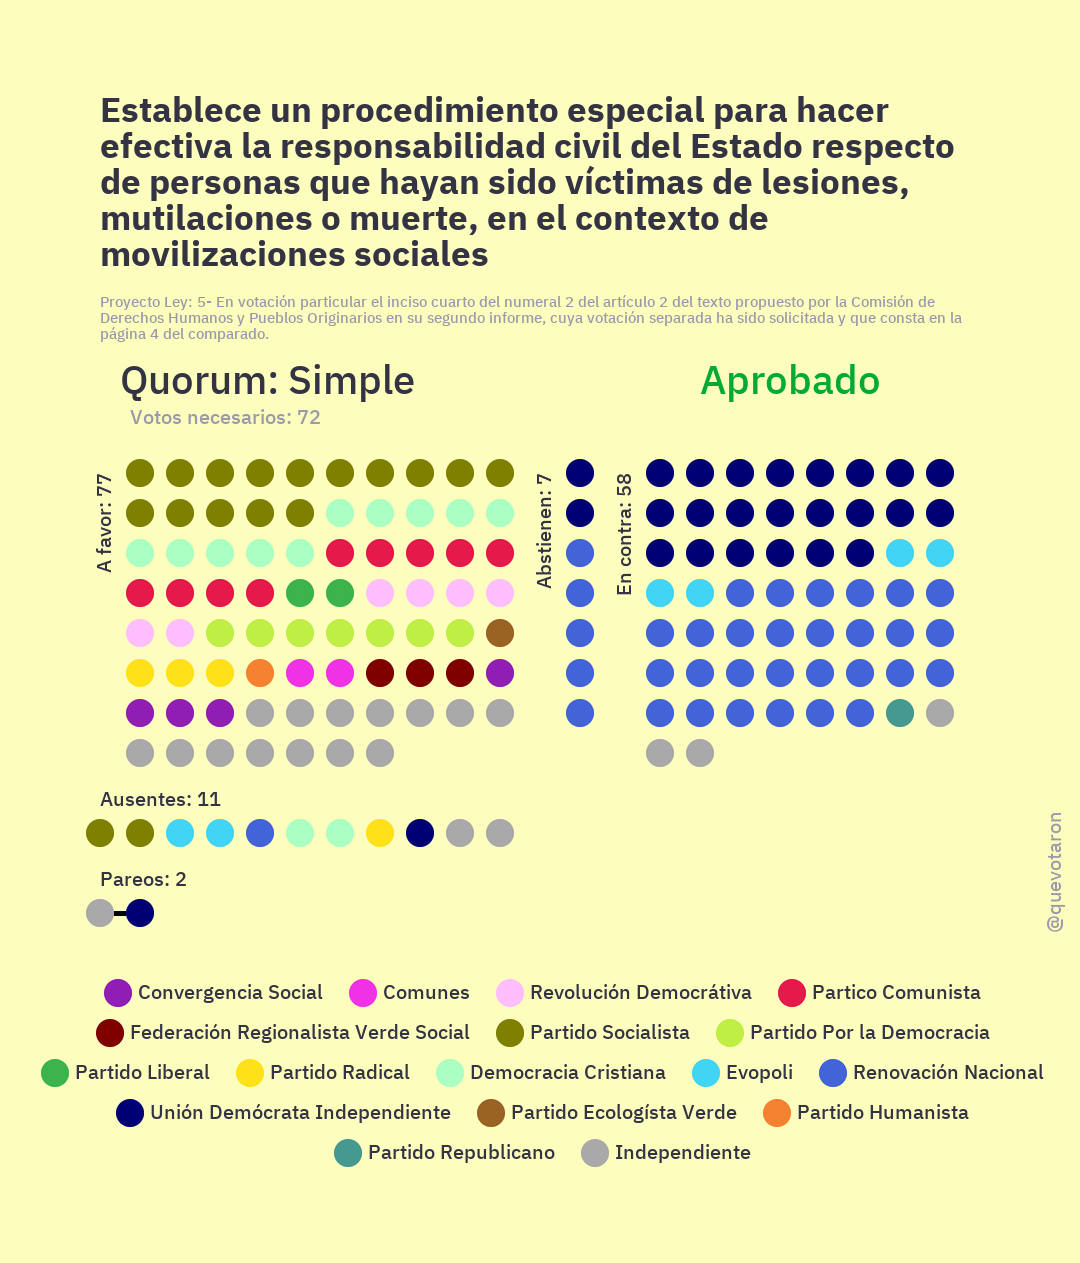 Establece un procedimiento especial para hacer
efectiva la responsabilidad civil del Estado respecto
de personas que hayan sido víctimas de lesiones,
mutilaciones o muerte, en el contexto de
movilizaciones sociales
Proyecto Ley: 5- En votación particular el inciso cuarto del numeral 2 del artículo 2 del texto propuesto por la Comisión de
Derechos Humanos y Pueblos Originarios en su segundo informe, cuya votación separada ha sido solicitada y que consta en la
página 4 del comparado.
Quorum: Simple
Aprobado
Votos necesarios: 72
A favor: 77
Abstienen: 7
En contra: 58
Ausentes: 11
Pareos: 2
@quevotaron
Convergencia Social
Comunes
Revolución Democrátiva
Partico Comunista
Federación Regionalista Verde Social
Partido Socialista
Partido Por la Democracia
Partido Liberal
Partido Radical
Democracia Cristiana
Evopoli
Renovación Nacional
Unión Demócrata Independiente
Partido Ecologísta Verde
Partido Humanista
Partido Republicano
Independiente